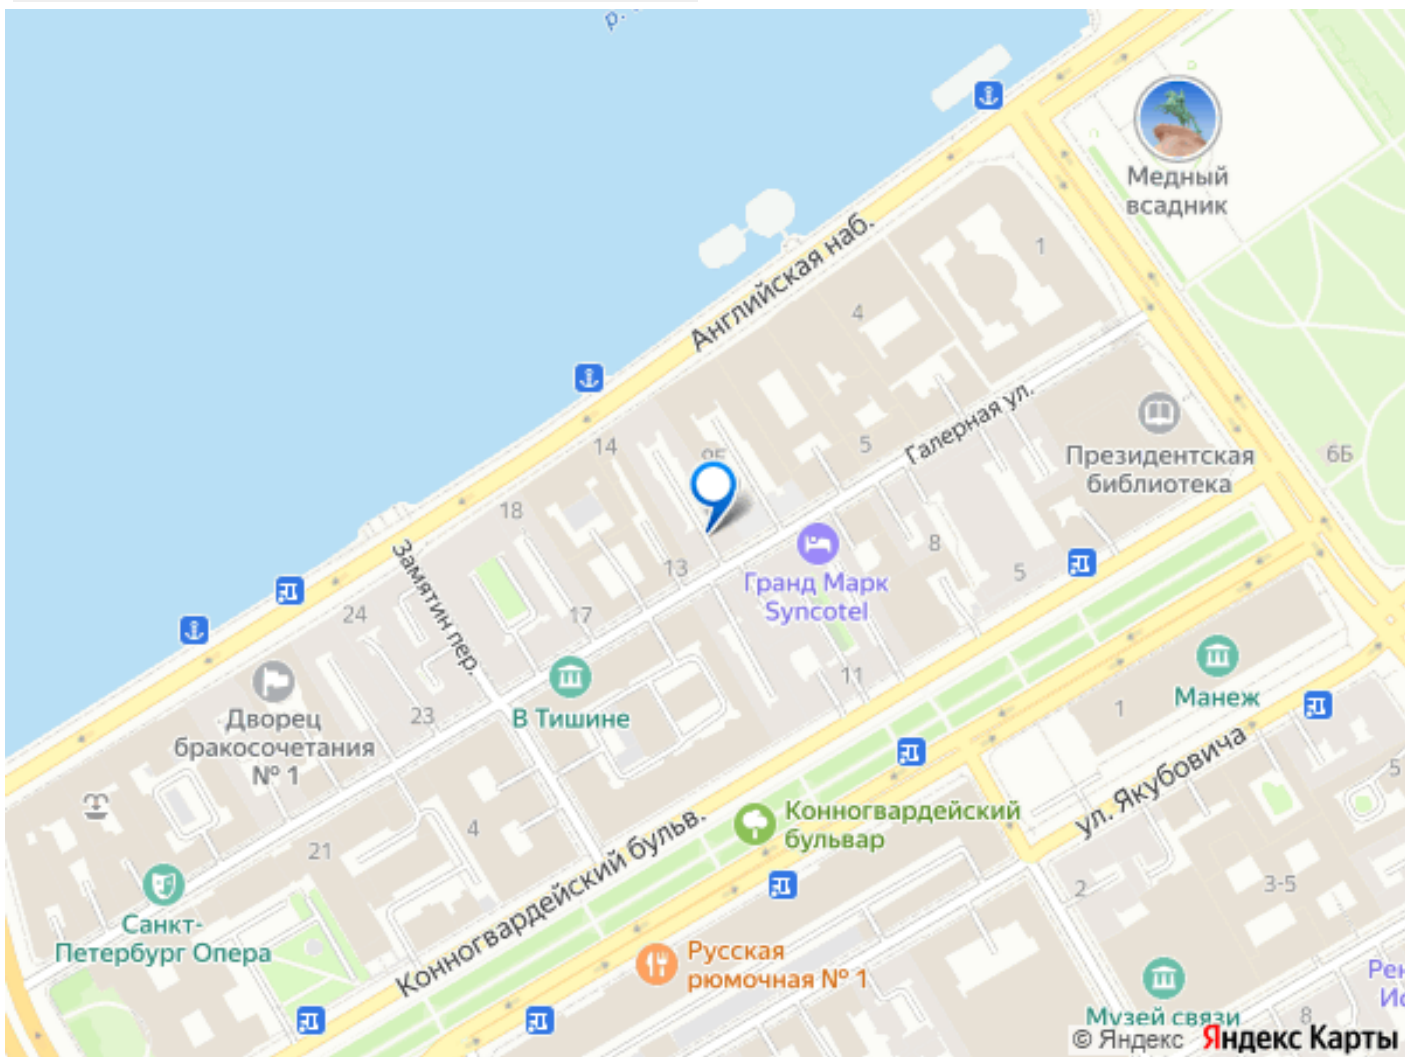 р.
Медный
всадник
Английская наб.
1
4
Галерная ул.
5
14
Президентская
библиотека
6Б
9Б
18
8
Замятин пер.
13
Гранд Марк
Syncotel
5
17
24
11
Манеж
Дворец
бракосочетания
№ 1
23
В Тишине
1
ул. Якубовича
5
Конногвардейский
бульвар
4
21
Конногвардейский бульв.
2
3-5
Санкт-
Петербург Опера
Русская
рюмочная № 1
Музей связи
8
© Яндекс Яндекс Карты